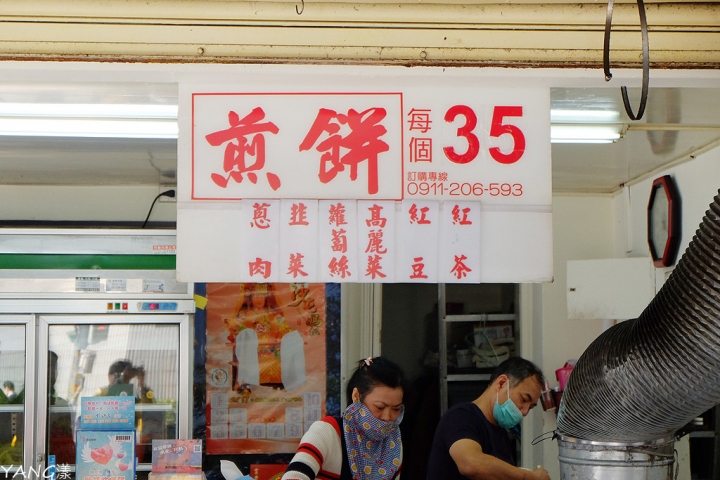 煎餅
每個 35
訂購專線
0911-206-593
蔥肉
韭菜
蘿蔔絲
高麗菜
紅豆
紅茶
YANG漾